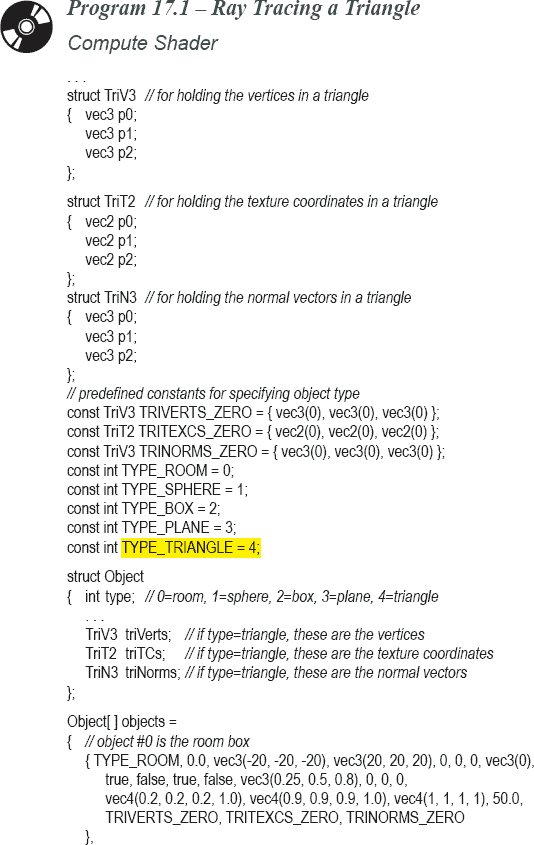 Program 17.1 – Ray Tracing a Triangle
Compute Shader
. . .
struct TriV3 // for holding the vertices in a triangle
{ vec3 p0;
vec3 p1;
vec3 p2;
};
struct TriT2 // for holding the texture coordinates in a triangle
{ vec2 p0;
vec2 p1;
vec2 p2;
};
struct TriN3 // for holding the normal vectors in a triangle
{ vec3 p0;
vec3 p1;
vec3 p2;
};
// predefined constants for specifying object type
const TriV3 TRIVERTS_ZERO = { vec3(0), vec3(0), vec3(0) };
const TriT2 TRITEXCS_ZERO = { vec2(0), vec2(0), vec2(0) };
const TriV3 TRINORMS_ZERO = { vec3(0), vec3(0), vec3(0) };
const int TYPE_ROOM = 0;
const int TYPE_SPHERE = 1;
const int TYPE_BOX = 2;
const int TYPE_PLANE = 3;
const int TYPE_TRIANGLE = 4;
struct Object
{ int type; // 0=room, 1=sphere, 2=box, 3=plane, 4=triangle
. . .
TriV3 triVerts; // if type=triangle, these are the vertices
TriT2 triTCs; // if type=triangle, these are the texture coordinates
TriN3 triNorms; // if type=triangle, these are the normal vectors
};
Object[ ] objects =
{ // object #0 is the room box
{ TYPE_ROOM, 0.0, vec3(-20, -20, -20), vec3(20, 20, 20), 0, 0, 0, vec3(0),
true, false, true, false, vec3(0.25, 0.5, 0.8), 0, 0, 0,
vec4(0.2, 0.2, 0.2, 1.0), vec4(0.9, 0.9, 0.9, 1.0), vec4(1, 1, 1, 1), 50.0,
TRIVERTS_ZERO, TRITEXCS_ZERO, TRINORMS_ZERO
},